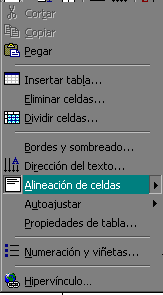 Cortar
Copiar
Pegar
Insertar tabla...
Eliminar celdas...
Dividir celdas...
Bordes y sombreado...
Dirección del texto...
Alineación de celdas
Autoajustar
Propiedades de tabla...
Numeración y viñetas...
Hipervínculo...